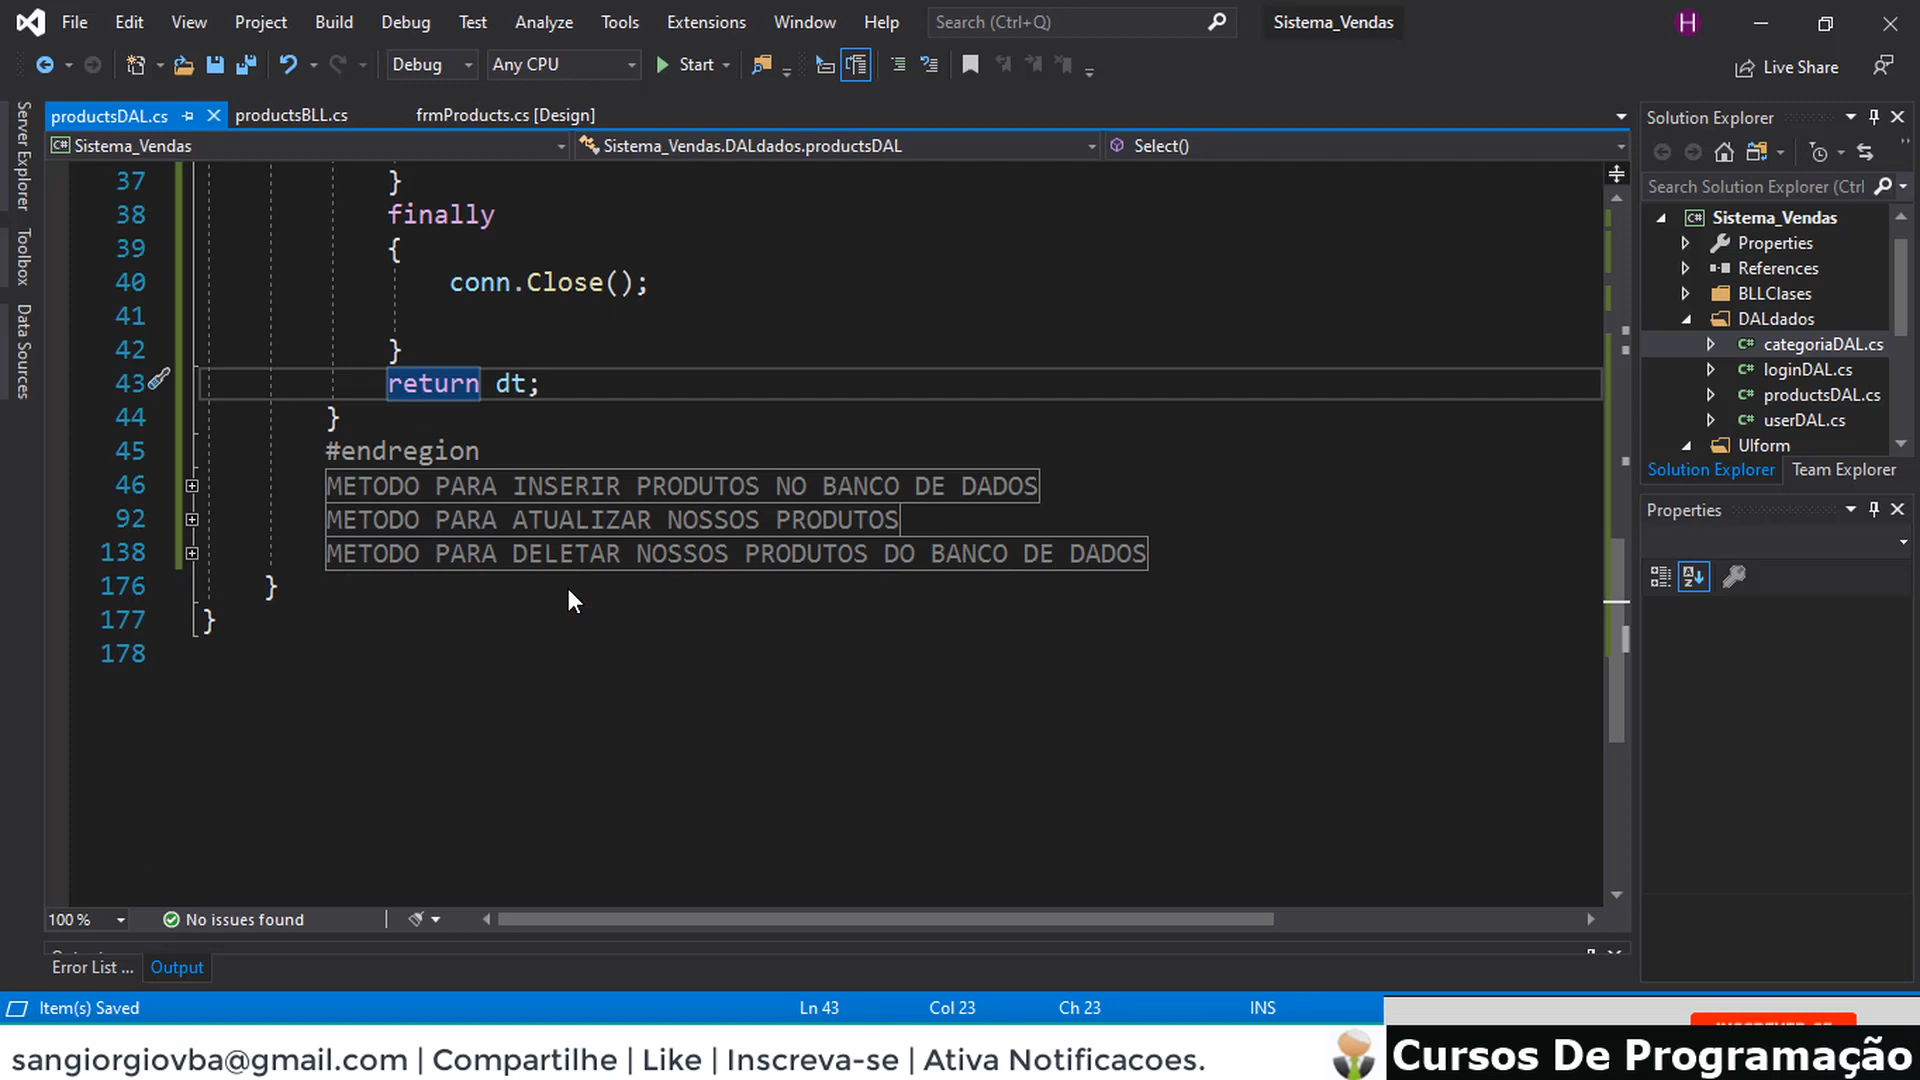 File Edit View Project Build Debug Test Analyze Tools Extensions Window Help Search (Ctrl+Q) Sistema_Vendas H
Debug Any CPU Start Live Share
Server Explorer
Toolbox
Data Sources
productsDAL.cs productsBLL.cs frmProducts.cs [Design]
Sistema_Vendas Sistema_Vendas.DALdados.productsDAL Select()
37 }
38 finally
39 {
40 conn.Close();
41
42 }
43 return dt;
44 }
45 #endregion
46 METODO PARA INSERIR PRODUTOS NO BANCO DE DADOS
92 METODO PARA ATUALIZAR NOSSOS PRODUTOS
138 METODO PARA DELETAR NOSSOS PRODUTOS DO BANCO DE DADOS
176 }
177 }
178
100 % No issues found
Error List ... Output
Solution Explorer
Search Solution Explorer (Ctrl
C# Sistema_Vendas
Properties
References
BLLClases
DALdados
C# categoriaDAL.cs
C# loginDAL.cs
C# productsDAL.cs
C# userDAL.cs
UIform
Solution Explorer Team Explorer
Properties
Item(s) Saved Ln 43 Col 23 Ch 23 INS
sangiorgiovba@gmail.com | Compartilhe | Like | Inscreva-se | Ativa Notificacoes.
Cursos De Programação